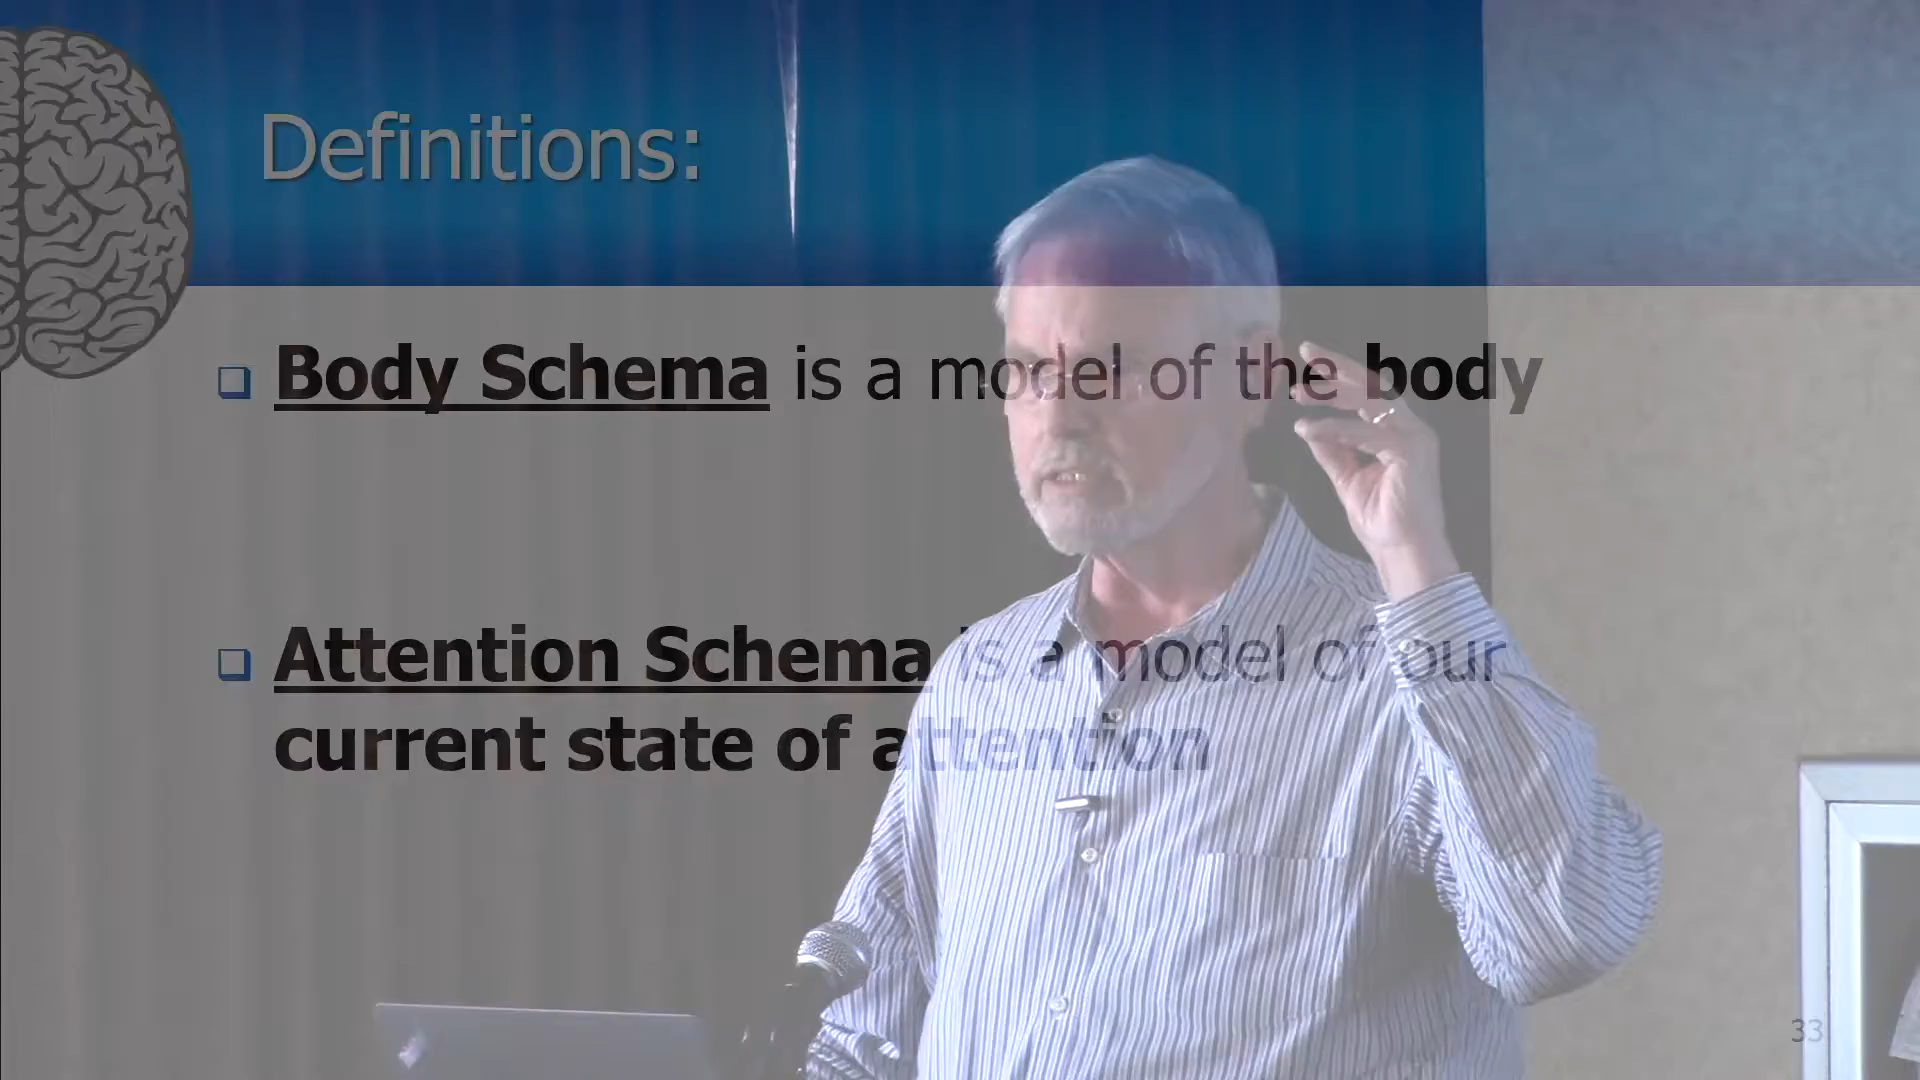 Definitions:
Body Schema is a model of the body
Attention Schema is a model of our
current state of attention
33